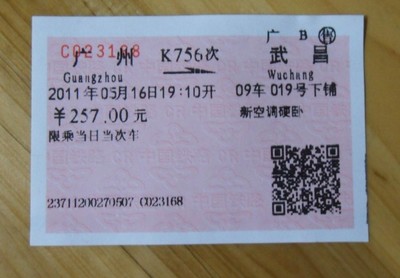 广 B 售
C023168
广 州 K756次 武 昌
Guangzhou Wuchang
2011年05月16日19:10开 09车 019号下铺
￥257.00元 新空调硬卧
限乘当日当次车
23711200270507 C023168